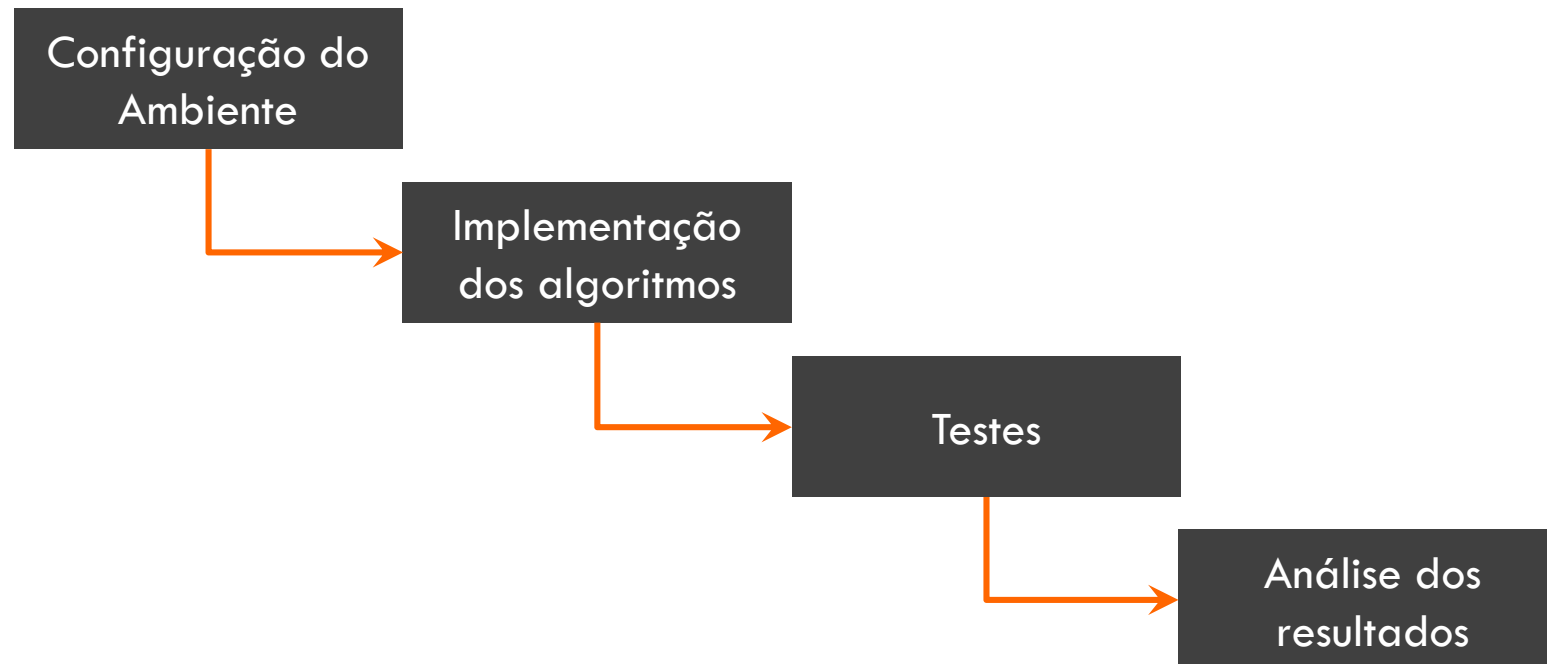 Configuração do
Ambiente
Implementação
dos algoritmos
Testes
Análise dos
resultados